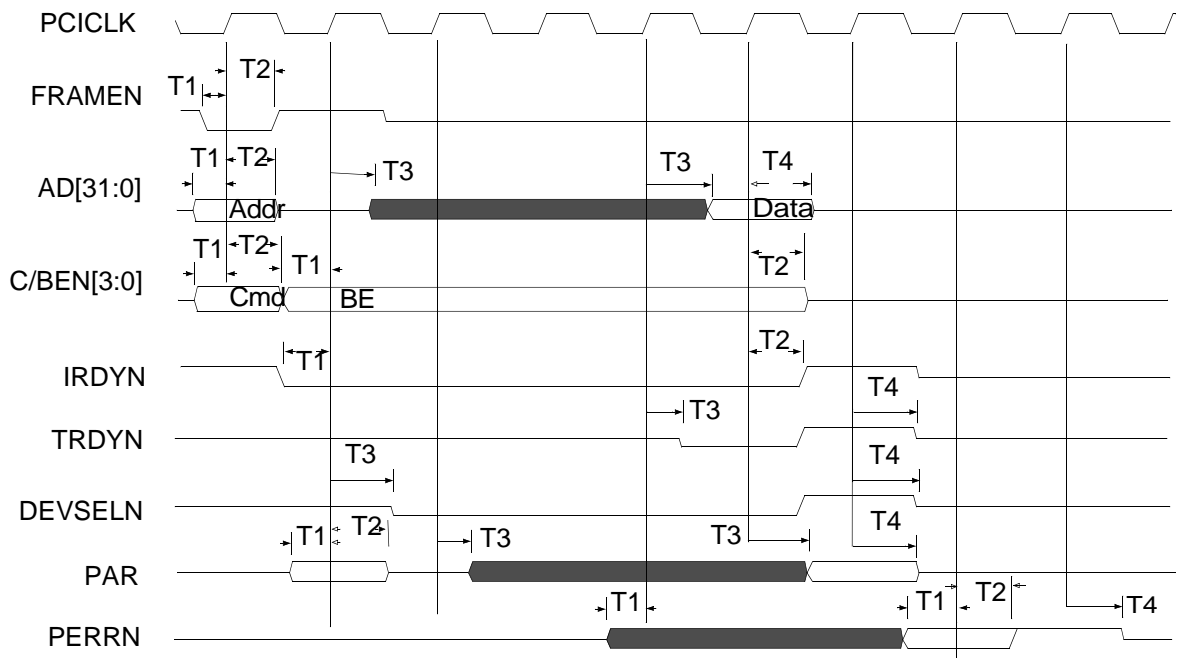 PCICLK
T2
T1
FRAMEN
T1 T2 T3 T3 T4
AD[31:0]
Addr Data
T1 T2 T1 T2
C/BEN[3:0]
Cmd BE
T1 T2
IRDYN
T3 T4
TRDYN
T3 T4
DEVSELN
T1 T2 T3 T3 T4
PAR
T1 T1 T2 T4
PERRN